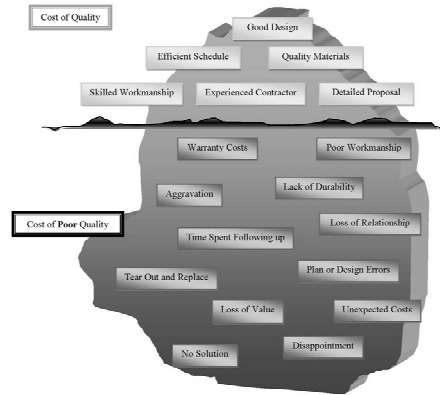 Cost of Quality
Good Design
Efficient Schedule
Quality Materials
Skilled Workmanship
Experienced Contractor
Detailed Proposal
Warranty Costs
Poor Workmanship
Aggravation
Lack of Durability
Cost of Poor Quality
Loss of Relationship
Time Spent Following up
Tear Out and Replace
Plan or Design Errors
Loss of Value
Unexpected Costs
No Solution
Disappointment